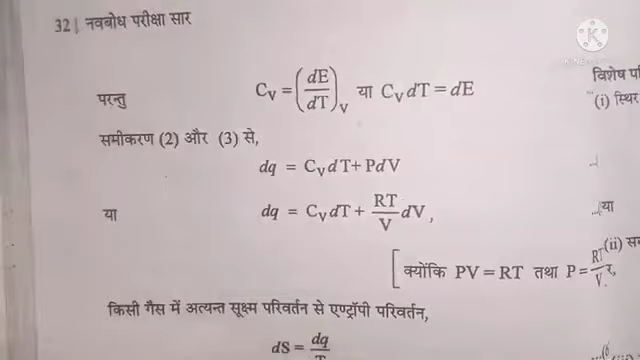 32 | नवबोध परीक्षा सार
परन्तु C_V = (dE/dT)_V या C_V dT = dE
समीकरण (2) और (3) से,
dq = C_V dT + PdV
या dq = C_V dT + RT/V dV,
[क्योंकि PV = RT तथा P = RT/V
किसी गैस में अत्यन्त सूक्ष्म परिवर्तन से एण्ट्रॉपी परिवर्तन,
dS = dq/T
विशेष
(i) स्थिर
या
(ii)